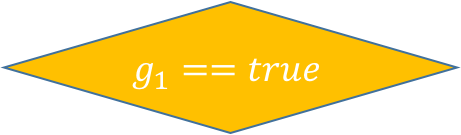 g₁ == true